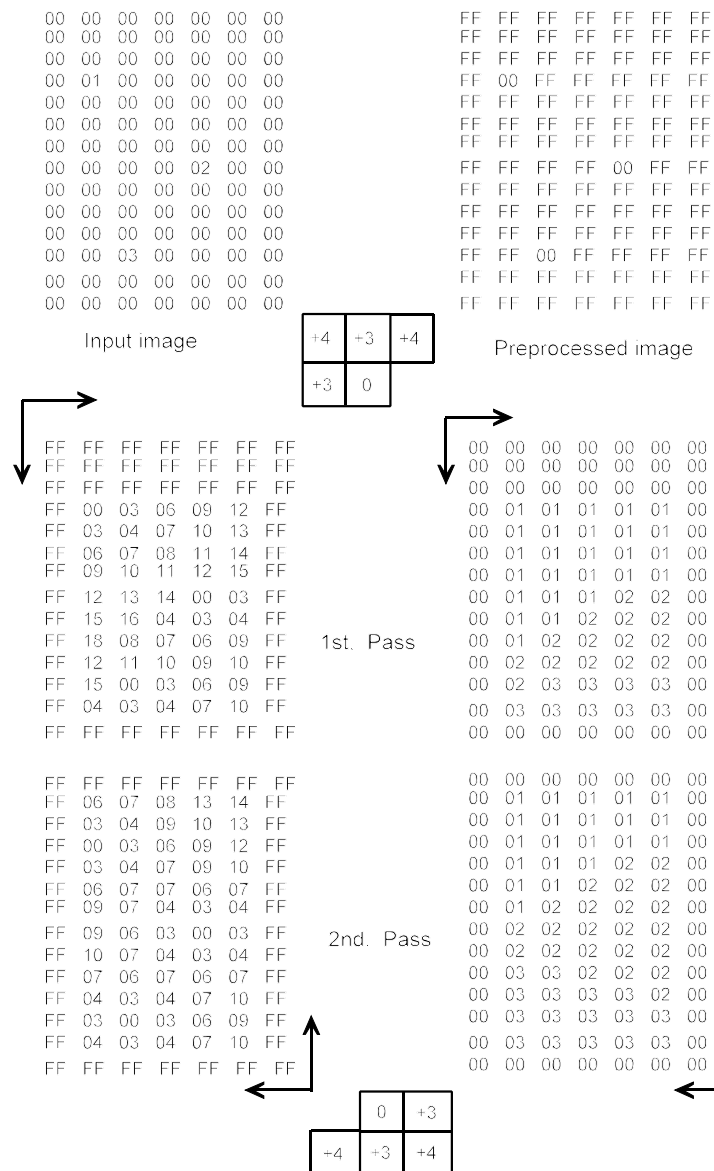 00 00 00 00 00 00 00
00 00 00 00 00 00 00
00 00 00 00 00 00 00
00 01 00 00 00 00 00
00 00 00 00 00 00 00
00 00 00 00 00 00 00
00 00 00 00 00 00 00
00 00 00 00 02 00 00
00 00 00 00 00 00 00
00 00 00 00 00 00 00
00 00 00 00 00 00 00
00 00 03 00 00 00 00
00 00 00 00 00 00 00
00 00 00 00 00 00 00
Input image
FF FF FF FF FF FF FF
FF FF FF FF FF FF FF
FF FF FF FF FF FF FF
FF 00 FF FF FF FF FF
FF FF FF FF FF FF FF
FF FF FF FF FF FF FF
FF FF FF FF FF FF FF
FF FF FF FF 00 FF FF
FF FF FF FF FF FF FF
FF FF FF FF FF FF FF
FF FF FF FF FF FF FF
FF FF 00 FF FF FF FF
FF FF FF FF FF FF FF
FF FF FF FF FF FF FF
Preprocessed image
+4 +3 +4
+3 0
FF FF FF FF FF FF FF
FF FF FF FF FF FF FF
FF FF FF FF FF FF FF
FF 00 03 06 09 12 FF
FF 03 04 07 10 13 FF
FF 06 07 08 11 14 FF
FF 09 10 11 12 15 FF
FF 12 13 14 00 03 FF
FF 15 16 04 03 04 FF
FF 18 08 07 06 09 FF
FF 12 11 10 09 10 FF
FF 15 00 03 06 09 FF
FF 04 03 04 07 10 FF
FF FF FF FF FF FF FF
1st. Pass
00 00 00 00 00 00 00
00 00 00 00 00 00 00
00 00 00 00 00 00 00
00 01 01 01 01 01 00
00 01 01 01 01 01 00
00 01 01 01 01 01 00
00 01 01 01 01 01 00
00 01 01 01 02 02 00
00 01 01 02 02 02 00
00 01 02 02 02 02 00
00 02 02 02 02 02 00
00 02 03 03 03 03 00
00 03 03 03 03 03 00
00 00 00 00 00 00 00
FF FF FF FF FF FF FF
FF 06 07 08 13 14 FF
FF 03 04 09 10 13 FF
FF 00 03 06 09 12 FF
FF 03 04 07 09 10 FF
FF 06 07 07 06 07 FF
FF 09 07 04 03 04 FF
FF 09 06 03 00 03 FF
FF 10 07 04 03 04 FF
FF 07 06 07 06 07 FF
FF 04 03 04 07 10 FF
FF 03 00 03 06 09 FF
FF 04 03 04 07 10 FF
FF FF FF FF FF FF FF
2nd. Pass
00 00 00 00 00 00 00
00 01 01 01 01 01 00
00 01 01 01 01 01 00
00 01 01 01 01 01 00
00 01 01 01 02 02 00
00 01 01 02 02 02 00
00 01 02 02 02 02 00
00 02 02 02 02 02 00
00 02 02 02 02 02 00
00 03 03 02 02 02 00
00 03 03 03 03 02 00
00 03 03 03 03 03 00
00 03 03 03 03 03 00
00 00 00 00 00 00 00
0 +3
+4 +3 +4